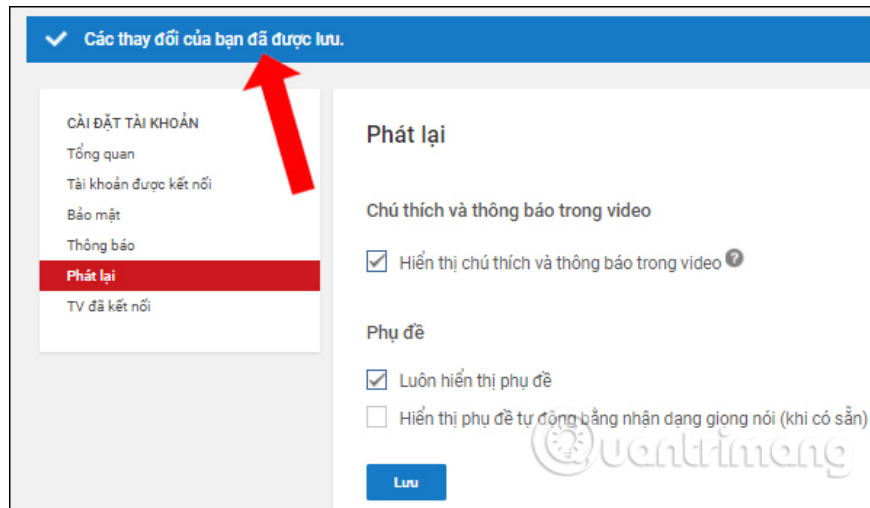 Các thay đổi của bạn đã được lưu.
CÀI ĐẶT TÀI KHOẢN
Tổng quan
Tài khoản được kết nối
Bảo mật
Thông báo
Phát lại
TV đã kết nối
Phát lại
Chú thích và thông báo trong video
Hiển thị chú thích và thông báo trong video ?
Phụ đề
Luôn hiển thị phụ đề
Hiển thị phụ đề tự động bằng nhận dạng giọng nói (khi có sẵn)
Quantrimang
Lưu